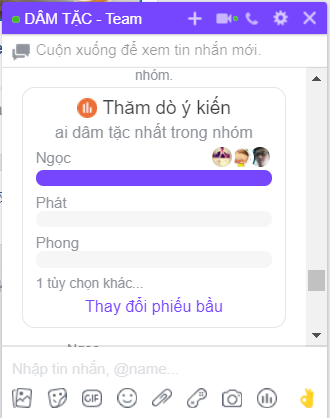 DÂM TẶC - Team
Cuộn xuống để xem tin nhắn mới.
nhóm.
Thăm dò ý kiến
ai dâm tặc nhất trong nhóm
Ngọc
Phát
Phong
1 tùy chọn khác...
Thay đổi phiếu bầu
Nhập tin nhắn, @name...
GIF